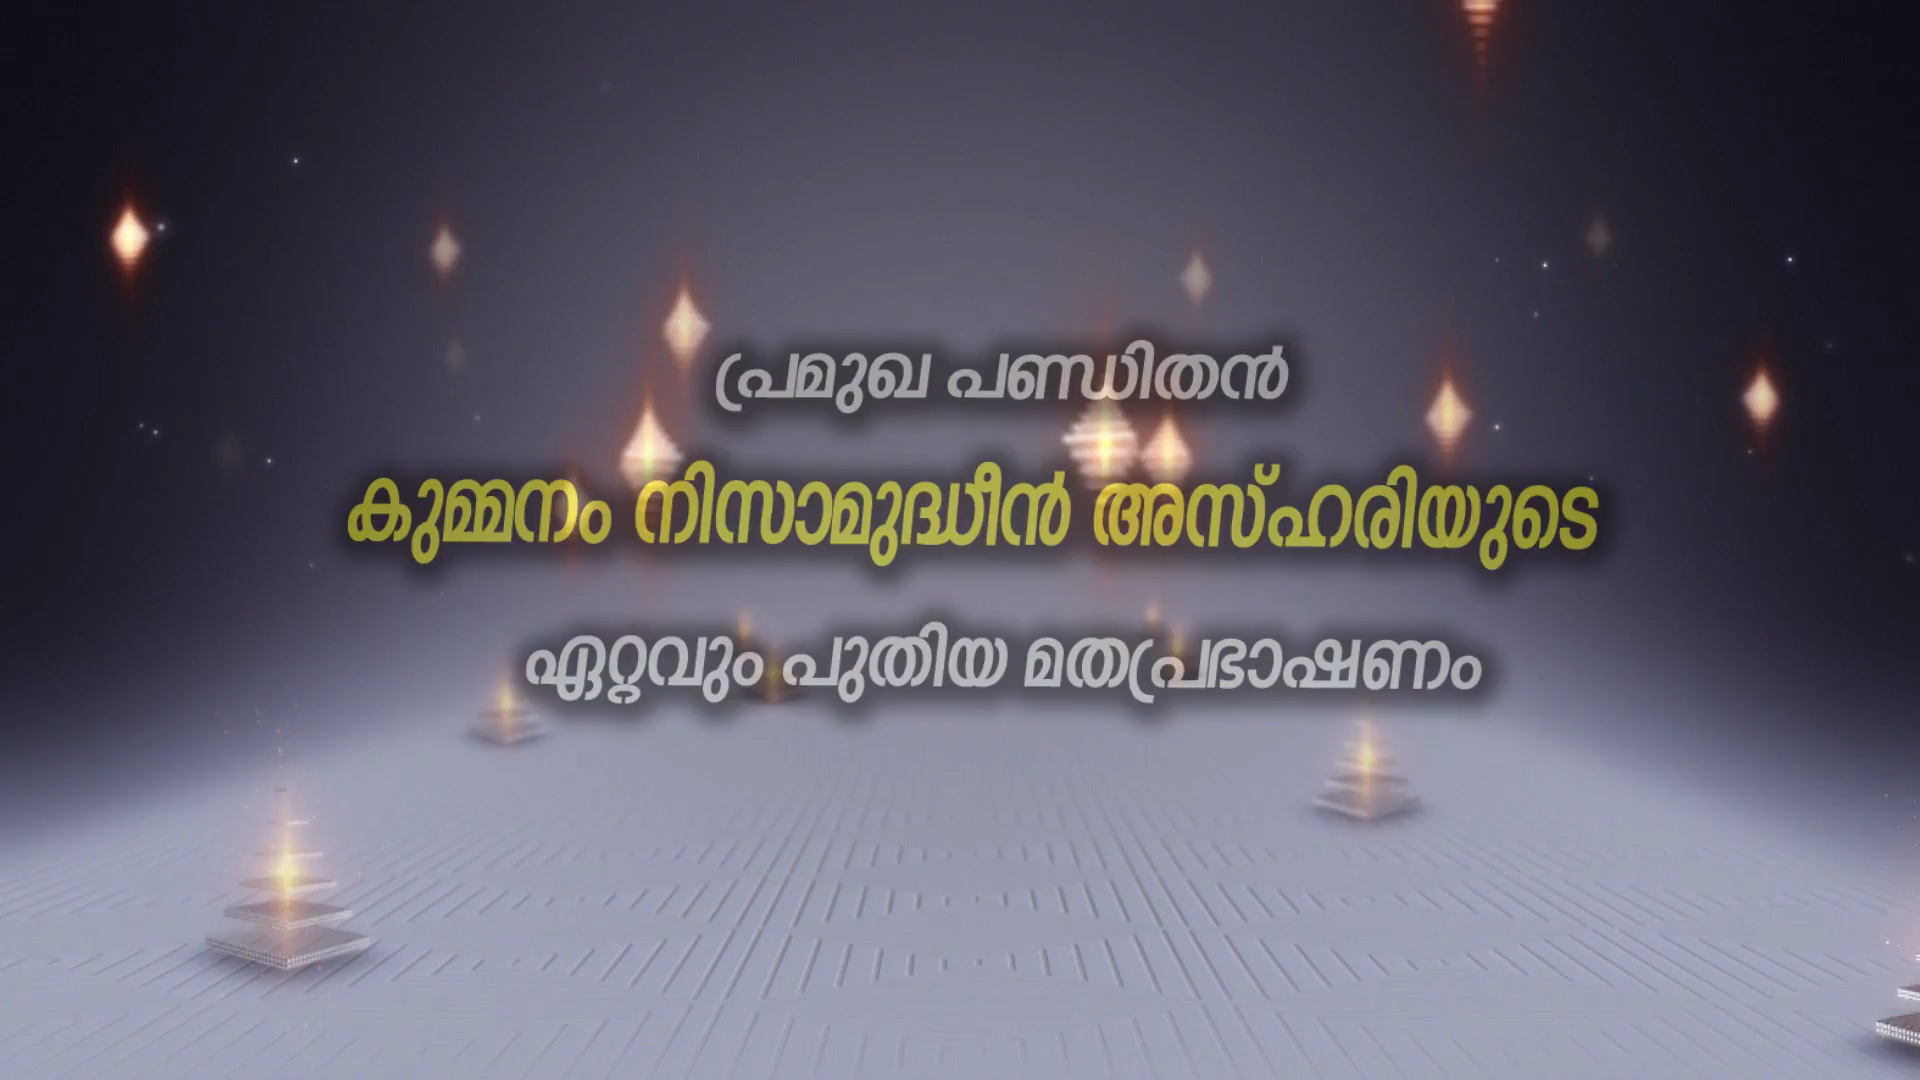 പ്രമുഖ പണ്ഡിതൻ
കുമ്മനം നിസാമുദ്ധീൻ അസ്ഹരിയുടെ
ഏറ്റവും പുതിയ മതപ്രഭാഷണം